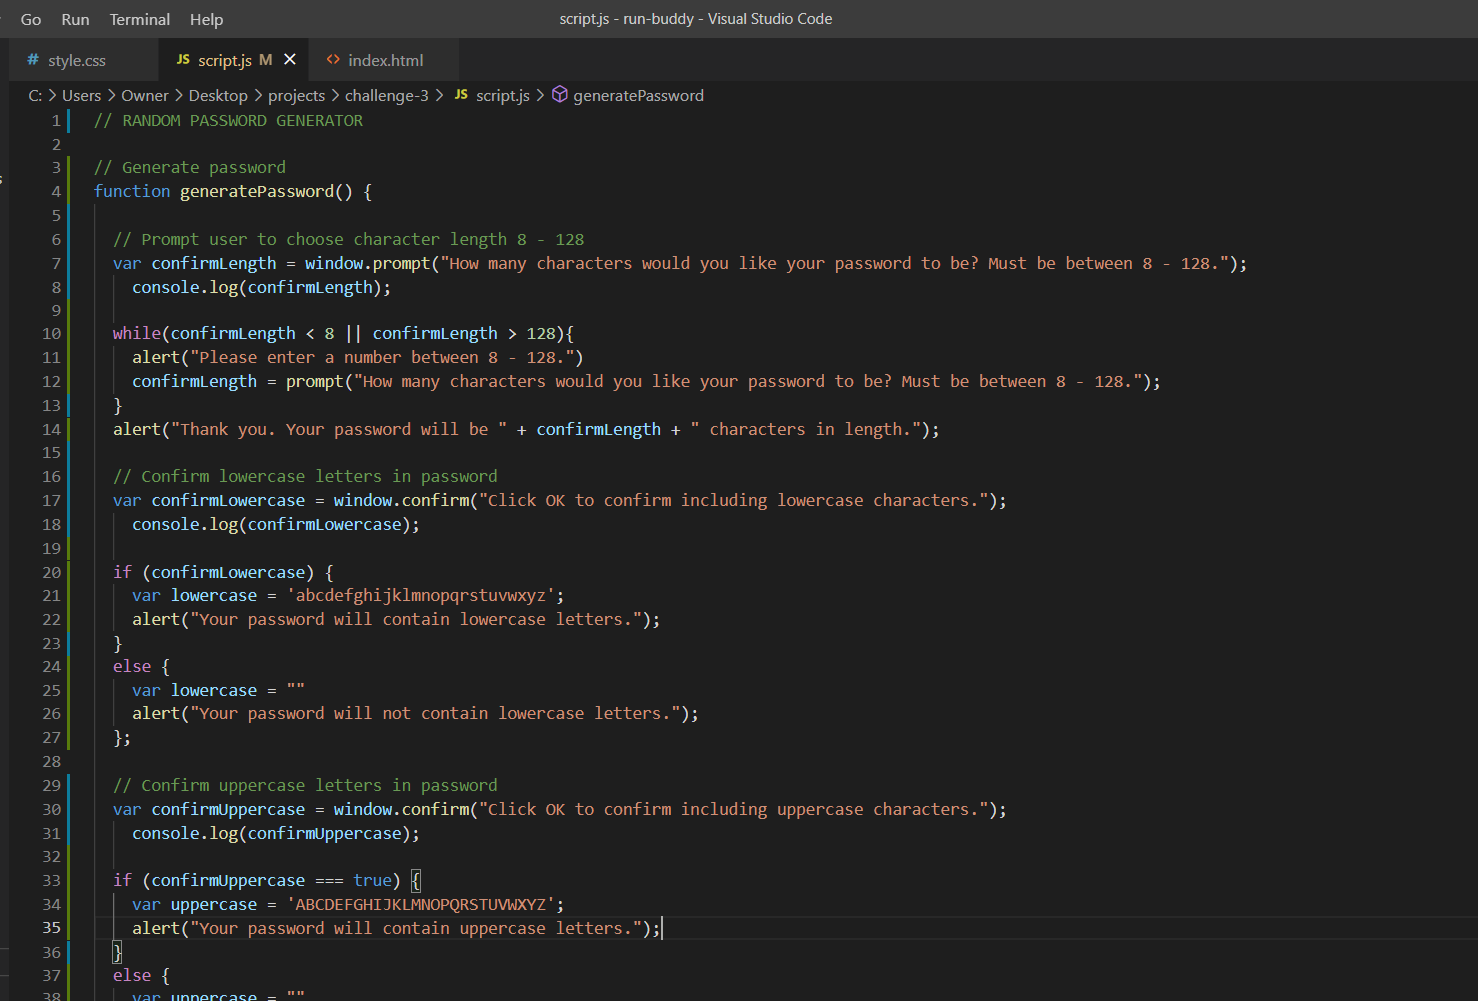 Go Run Terminal Help script.js - run-buddy - Visual Studio Code
# style.css JS script.js M × <> index.html
C: > Users > Owner > Desktop > projects > challenge-3 > JS script.js > generatePassword
1 // RANDOM PASSWORD GENERATOR
2
3 // Generate password
4 function generatePassword() {
5
6 // Prompt user to choose character length 8 - 128
7 var confirmLength = window.prompt("How many characters would you like your password to be? Must be between 8 - 128.");
8 console.log(confirmLength);
9
10 while(confirmLength < 8 || confirmLength > 128){
11 alert("Please enter a number between 8 - 128.")
12 confirmLength = prompt("How many characters would you like your password to be? Must be between 8 - 128.");
13 }
14 alert("Thank you. Your password will be " + confirmLength + " characters in length.");
15
16 // Confirm lowercase letters in password
17 var confirmLowercase = window.confirm("Click OK to confirm including lowercase characters.");
18 console.log(confirmLowercase);
19
20 if (confirmLowercase) {
21 var lowercase = 'abcdefghijklmnopqrstuvwxyz';
22 alert("Your password will contain lowercase letters.");
23 }
24 else {
25 var lowercase = ""
26 alert("Your password will not contain lowercase letters.");
27 };
28
29 // Confirm uppercase letters in password
30 var confirmUppercase = window.confirm("Click OK to confirm including uppercase characters.");
31 console.log(confirmUppercase);
32
33 if (confirmUppercase === true) {
34 var uppercase = 'ABCDEFGHIJKLMNOPQRSTUVWXYZ';
35 alert("Your password will contain uppercase letters.");
36 }
37 else {
38 var uppercase = ""